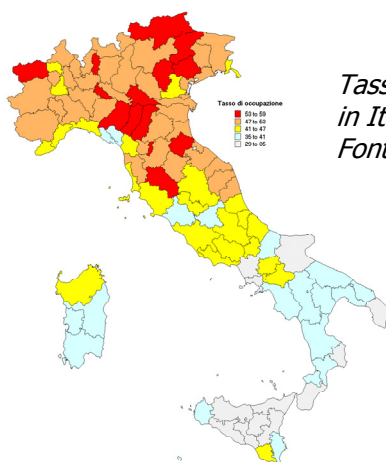 Tass
in It
Font
Tasso di occupazione
53 to 59
47 to 53
41 to 47
35 to 41
29 to 35